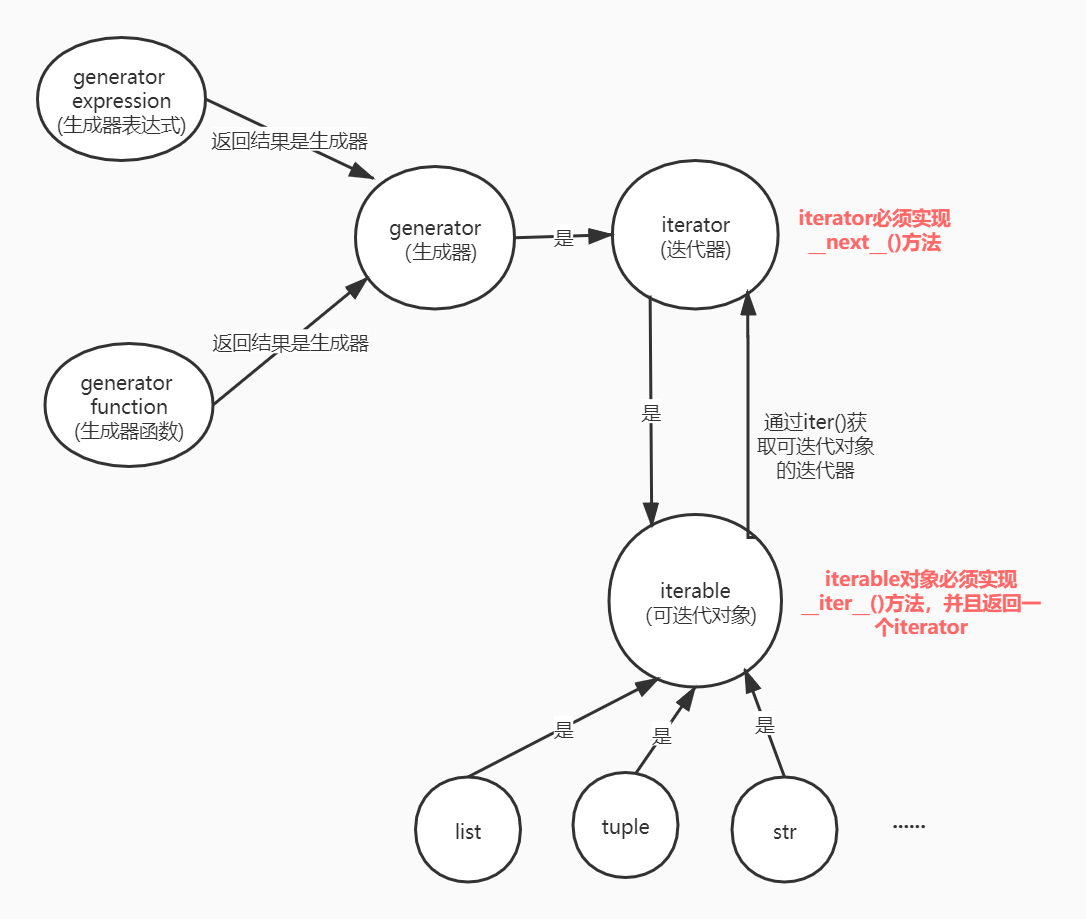 generator
expression
(生成器表达式)
返回结果是生成器
generator
(生成器)
是
iterator
(迭代器)
iterator必须实现
__next__()方法
返回结果是生成器
generator
function
(生成器函数)
是
通过iter()获
取可迭代对象
的迭代器
iterable
(可迭代对象)
iterable对象必须实现
__iter__()方法，并且返回一
个iterator
是
是
是
list
tuple
str
......